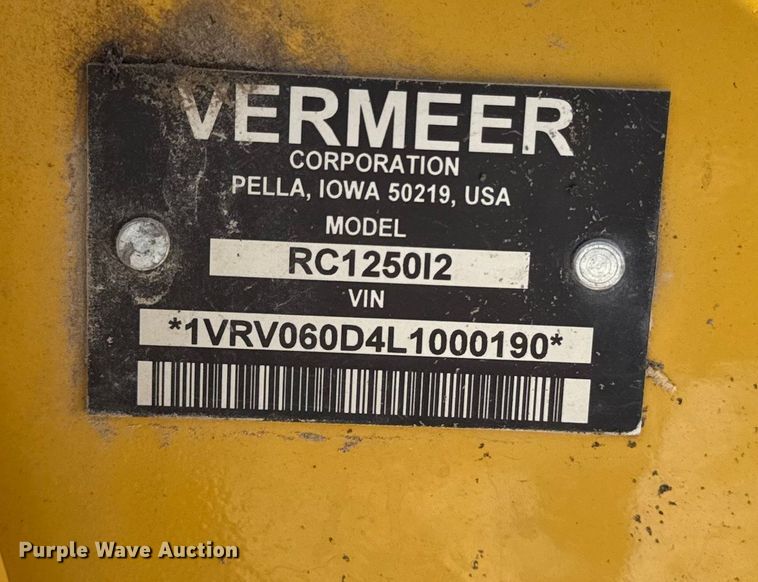 VERMEER
CORPORATION
PELLA, IOWA 50219, USA
MODEL
RC1250I2
VIN
*1VRV060D4L1000190*
Purple Wave Auction